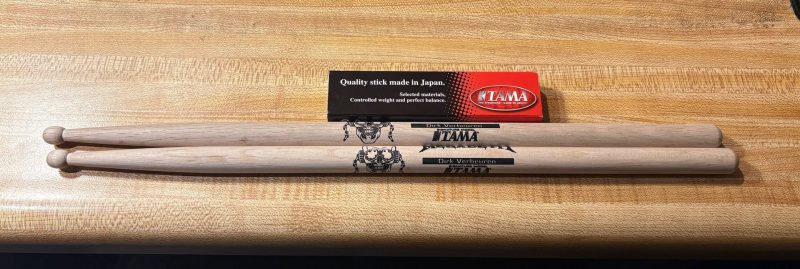 Quality stick made in Japan.
Selected materials,
Controlled weight and perfect balance.
TAMA
Dirk Verbeuren
TAMA
Dirk Verbeuren
TAMA